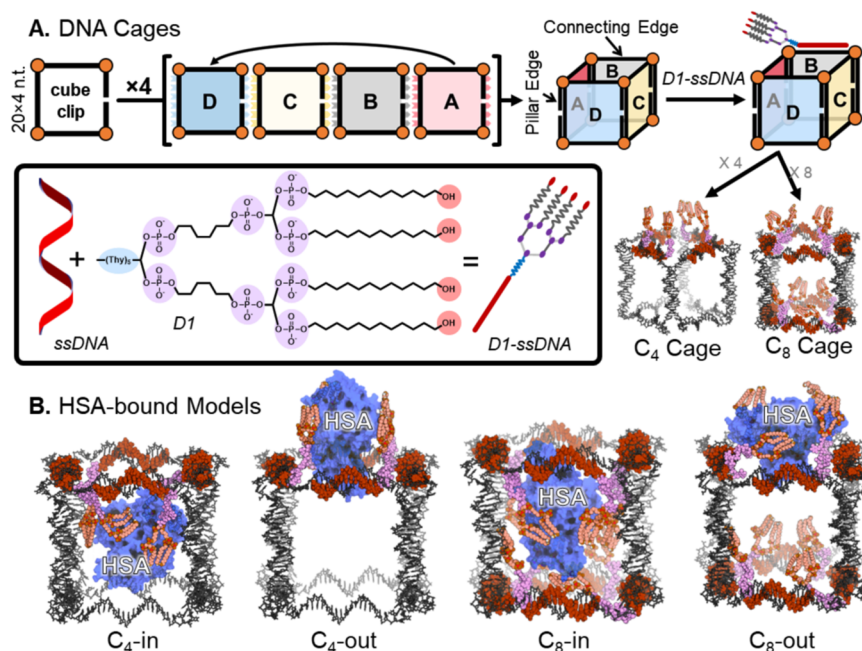 A. DNA Cages
Connecting Edge
20×4 n.t.
cube clip
×4
D
C
B
A
Pillar Edge
B
A
D
C
D1-ssDNA
B
A
D
C
X 4
X 8
ssDNA
+
-(Thy)5
D1
OH
OH
OH
OH
=
D1-ssDNA
C4 Cage
C8 Cage
B. HSA-bound Models
HSA
HSA
HSA
HSA
C4-in
C4-out
C8-in
C8-out